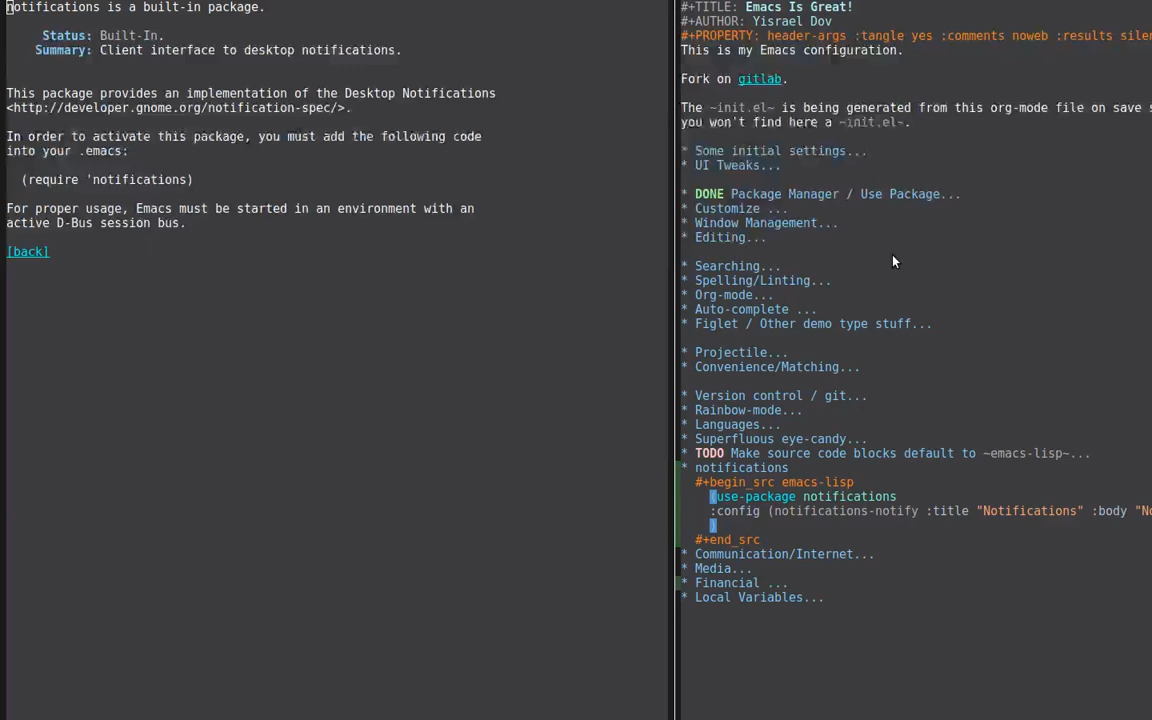 notifications is a built-in package.
Status: Built-In.
Summary: Client interface to desktop notifications.
This package provides an implementation of the Desktop Notifications
<http://developer.gnome.org/notification-spec/>.
In order to activate this package, you must add the following code
into your .emacs:
(require 'notifications)
For proper usage, Emacs must be started in an environment with an
active D-Bus session bus.
[back]
#+TITLE: Emacs Is Great!
#+AUTHOR: Yisrael Dov
#+PROPERTY: header-args :tangle yes :comments noweb :results silen
This is my Emacs configuration.
Fork on gitlab.
The ~init.el~ is being generated from this org-mode file on save s
you won't find here a ~init.el~.
* Some initial settings...
* UI Tweaks...
* DONE Package Manager / Use Package...
* Customize ...
* Window Management...
* Editing...
* Searching...
* Spelling/Linting...
* Org-mode...
* Auto-complete ...
* Figlet / Other demo type stuff...
* Projectile...
* Convenience/Matching...
* Version control / git...
* Rainbow-mode...
* Languages...
* Superfluous eye-candy...
* TODO Make source code blocks default to ~emacs-lisp~...
* notifications
#+begin_src emacs-lisp
(use-package notifications
:config (notifications-notify :title "Notifications" :body "No
)
#+end_src
* Communication/Internet...
* Media...
* Financial ...
* Local Variables...